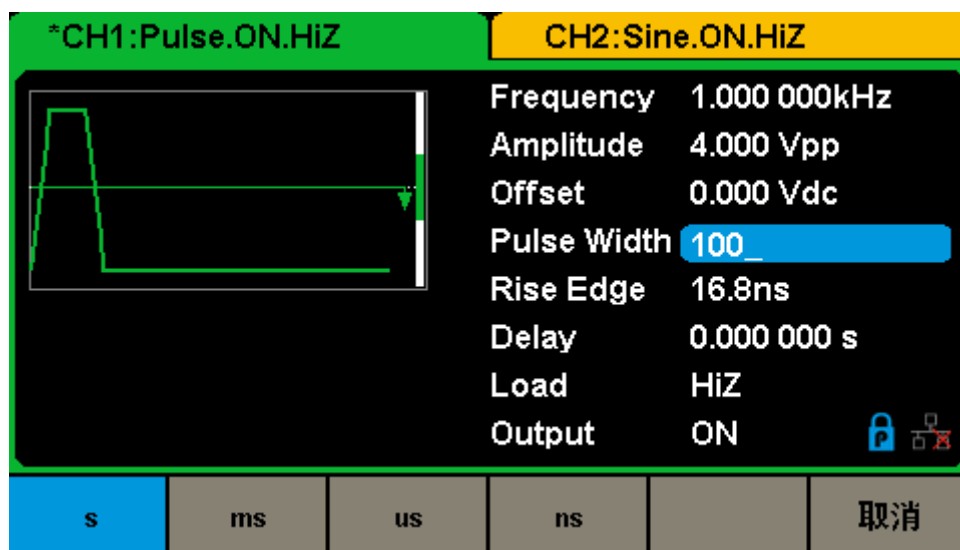 *CH1:Pulse.ON.HiZ
CH2:Sine.ON.HiZ
Frequency 1.000 000kHz
Amplitude 4.000 Vpp
Offset 0.000 Vdc
Pulse Width 100_
Rise Edge 16.8ns
Delay 0.000 000 s
Load HiZ
Output ON
P
s ms us ns 取消